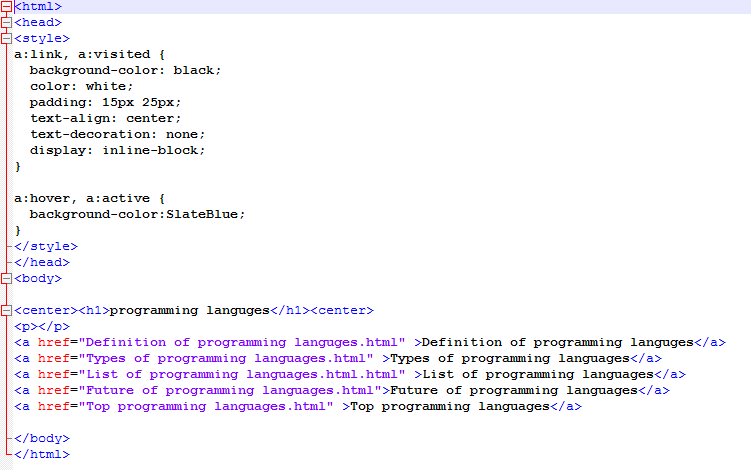 <html>
<head>
<style>
a:link, a:visited {
  background-color: black;
  color: white;
  padding: 15px 25px;
  text-align: center;
  text-decoration: none;
  display: inline-block;
}

a:hover, a:active {
  background-color:SlateBlue;
}
</style>
</head>
<body>

<center><h1>programming languges</h1><center>
<p></p>
<a href="Definition of programming languges.html" >Definition of programming languges</a>
<a href="Types of programming languages.html" >Types of programming languages</a>
<a href="List of programming languages.html.html" >List of programming languages</a>
<a href="Future of programming languages.html">Future of programming languages</a>
<a href="Top programming languages.html" >Top programming languages</a>

</body>
</html>